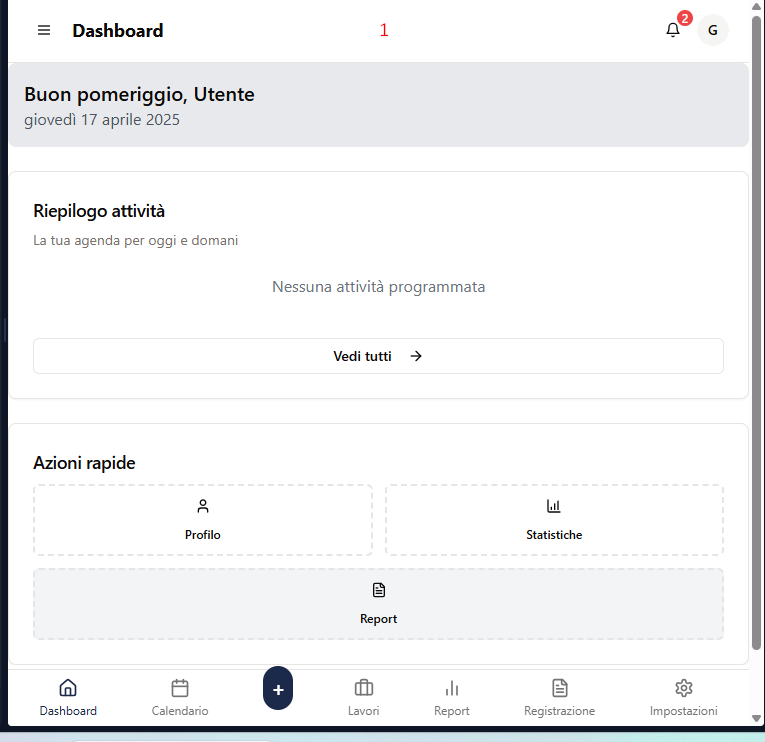 Dashboard
1
2
G
Buon pomeriggio, Utente
giovedì 17 aprile 2025
Riepilogo attività
La tua agenda per oggi e domani
Nessuna attività programmata
Vedi tutti →
Azioni rapide
Profilo
Statistiche
Report
+
Dashboard
Calendario
Lavori
Report
Registrazione
Impostazioni